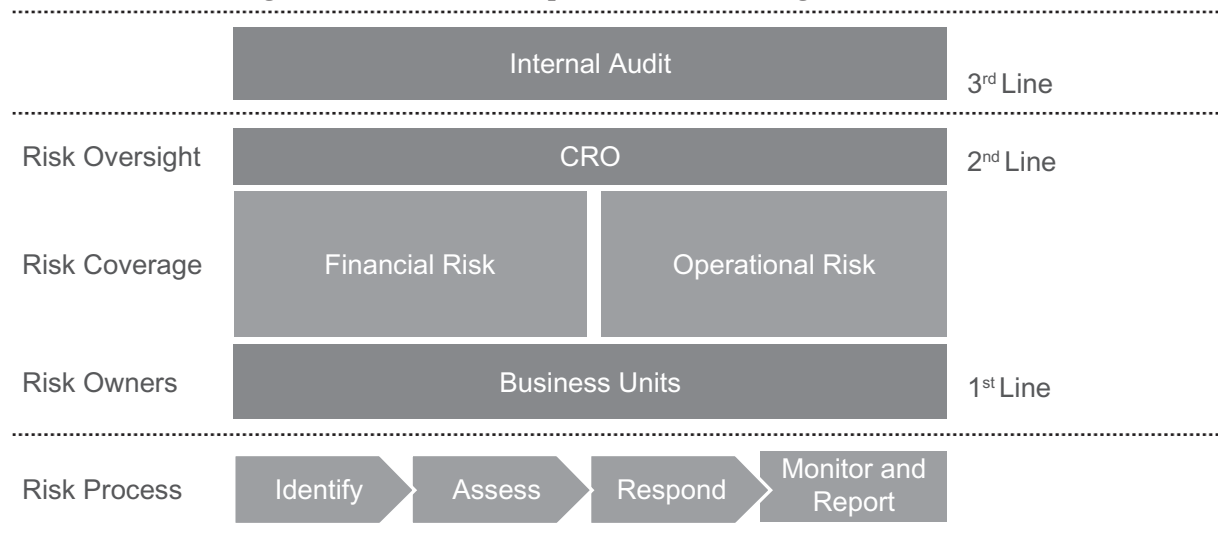 Internal Audit
3rd Line
Risk Oversight
CRO
2nd Line
Risk Coverage
Financial Risk
Operational Risk
Risk Owners
Business Units
1st Line
Risk Process
Identify
Assess
Respond
Monitor and
Report